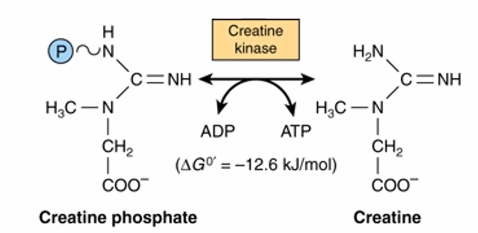 H
P
N
C=NH
H3C—N
CH2
COO−
Creatine phosphate
Creatine
kinase
ADP
ATP
(ΔG0′ = −12.6 kJ/mol)
H2N
C=NH
H3C—N
CH2
COO−
Creatine